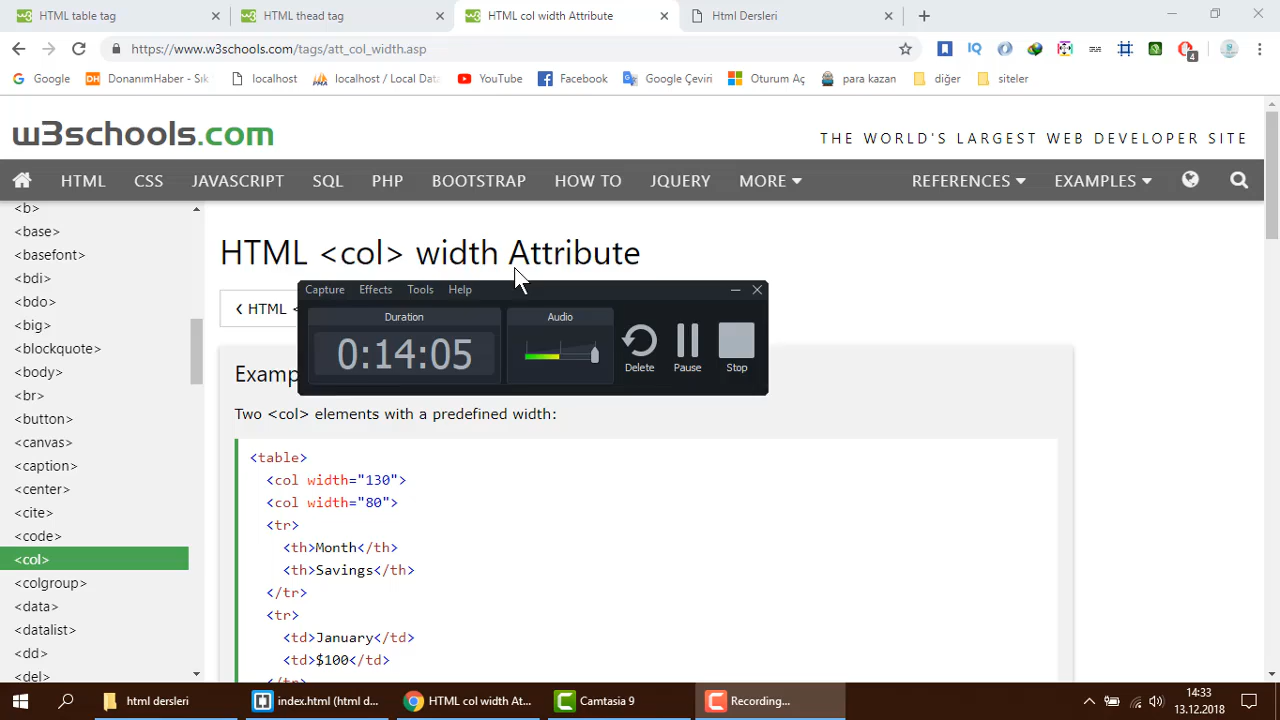 HTML table tag
HTML thead tag
HTML col width Attribute
Html Dersleri
https://www.w3schools.com/tags/att_col_width.asp
4
Google
DH DonanımHaber - Sık
localhost
localhost / Local Data
YouTube
Facebook
Google Çeviri
Oturum Aç
para kazan
diğer
siteler
w3schools.com
THE WORLD'S LARGEST WEB DEVELOPER SITE
HTML CSS JAVASCRIPT SQL PHP BOOTSTRAP HOW TO JQUERY MORE REFERENCES EXAMPLES
<b>
<base>
<basefont>
<bdi>
<bdo>
<big>
<blockquote>
<body>
<br>
<button>
<canvas>
<caption>
<center>
<cite>
<code>
<col>
<colgroup>
<data>
<datalist>
<dd>
<del>
HTML <col> width Attribute
❮ HTML <
Capture Effects Tools Help
Duration
0:14:05
Audio
Delete
Pause
Stop
Examp
Two <col> elements with a predefined width:
<table>
<col width="130">
<col width="80">
<tr>
<th>Month</th>
<th>Savings</th>
</tr>
<tr>
<td>January</td>
<td>$100</td>
</tr>
html dersleri
index.html (html d...
HTML col width At...
Camtasia 9
Recording...
14:33
13.12.2018